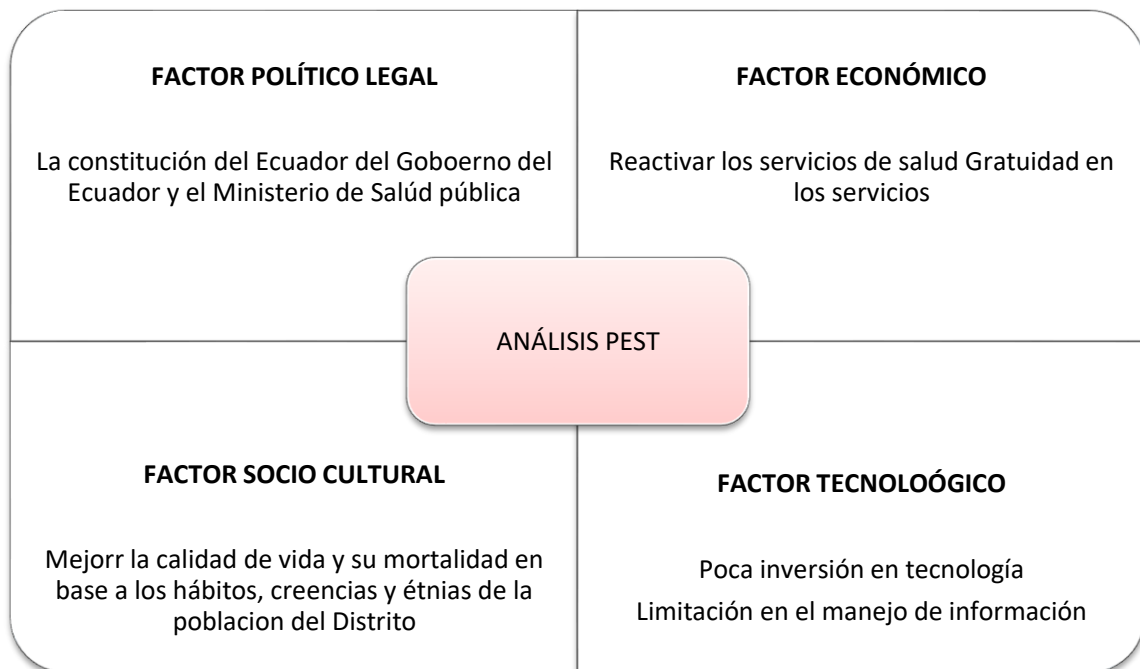 FACTOR POLÍTICO LEGAL
La constitución del Ecuador del Goboerno del
Ecuador y el Ministerio de Salúd pública
FACTOR ECONÓMICO
Reactivar los servicios de salud Gratuidad en
los servicios
ANÁLISIS PEST
FACTOR SOCIO CULTURAL
Mejorr la calidad de vida y su mortalidad en
base a los hábitos, creencias y étnias de la
poblacion del Distrito
FACTOR TECNOLOÓGICO
Poca inversión en tecnología
Limitación en el manejo de información